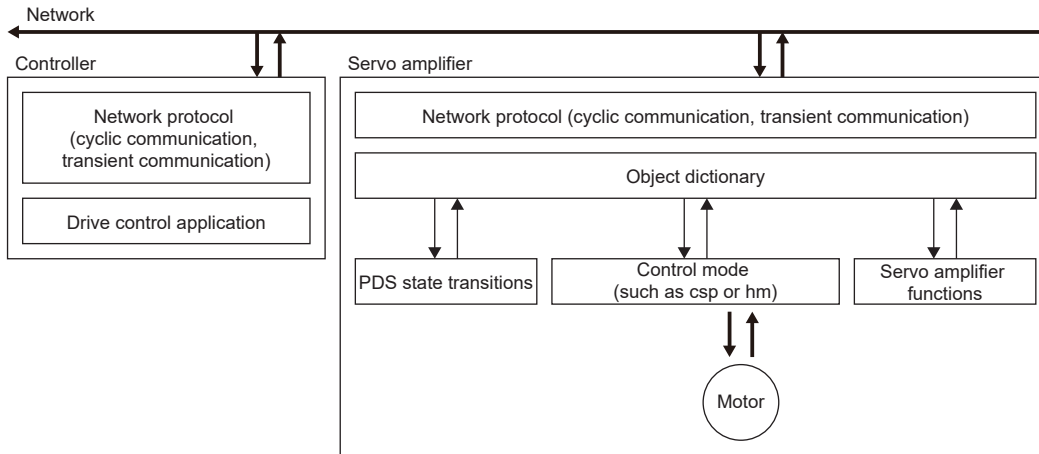 Network
Controller
Network protocol
(cyclic communication,
transient communication)
Drive control application
Servo amplifier
Network protocol (cyclic communication, transient communication)
Object dictionary
PDS state transitions
Control mode
(such as csp or hm)
Servo amplifier
functions
Motor